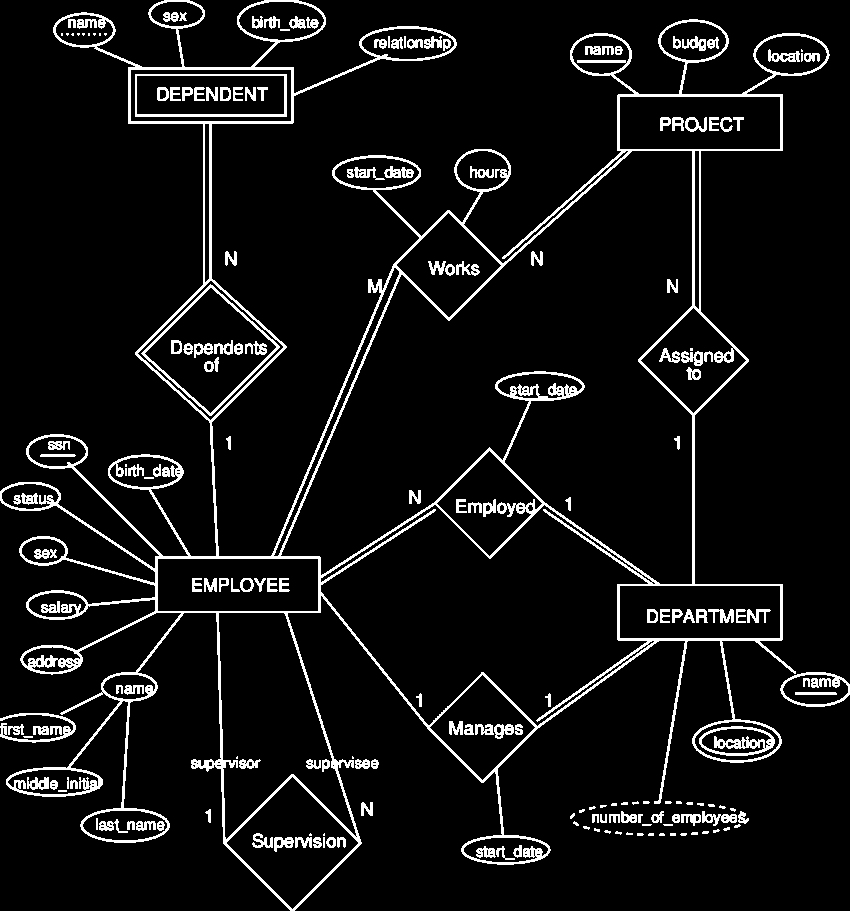 name
sex
birth_date
relationship
DEPENDENT
name
budget
location
PROJECT
start_date
hours
Works
N
M
N
N
Dependents
of
1
Assigned
to
1
start_date
Employed
N
1
ssn
birth_date
status
sex
salary
address
EMPLOYEE
name
first_name
middle_initial
last_name
DEPARTMENT
name
locations
number_of_employees
1
1
Manages
start_date
supervisor
supervisee
1
N
Supervision